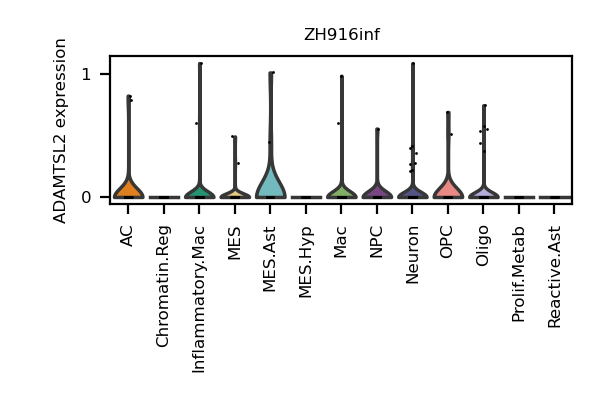 ZH916inf
ADAMTSL2 expression
1
0
AC
Chromatin.Reg
Inflammatory.Mac
MES
MES.Ast
MES.Hyp
Mac
NPC
Neuron
OPC
Oligo
Prolif.Metab
Reactive.Ast